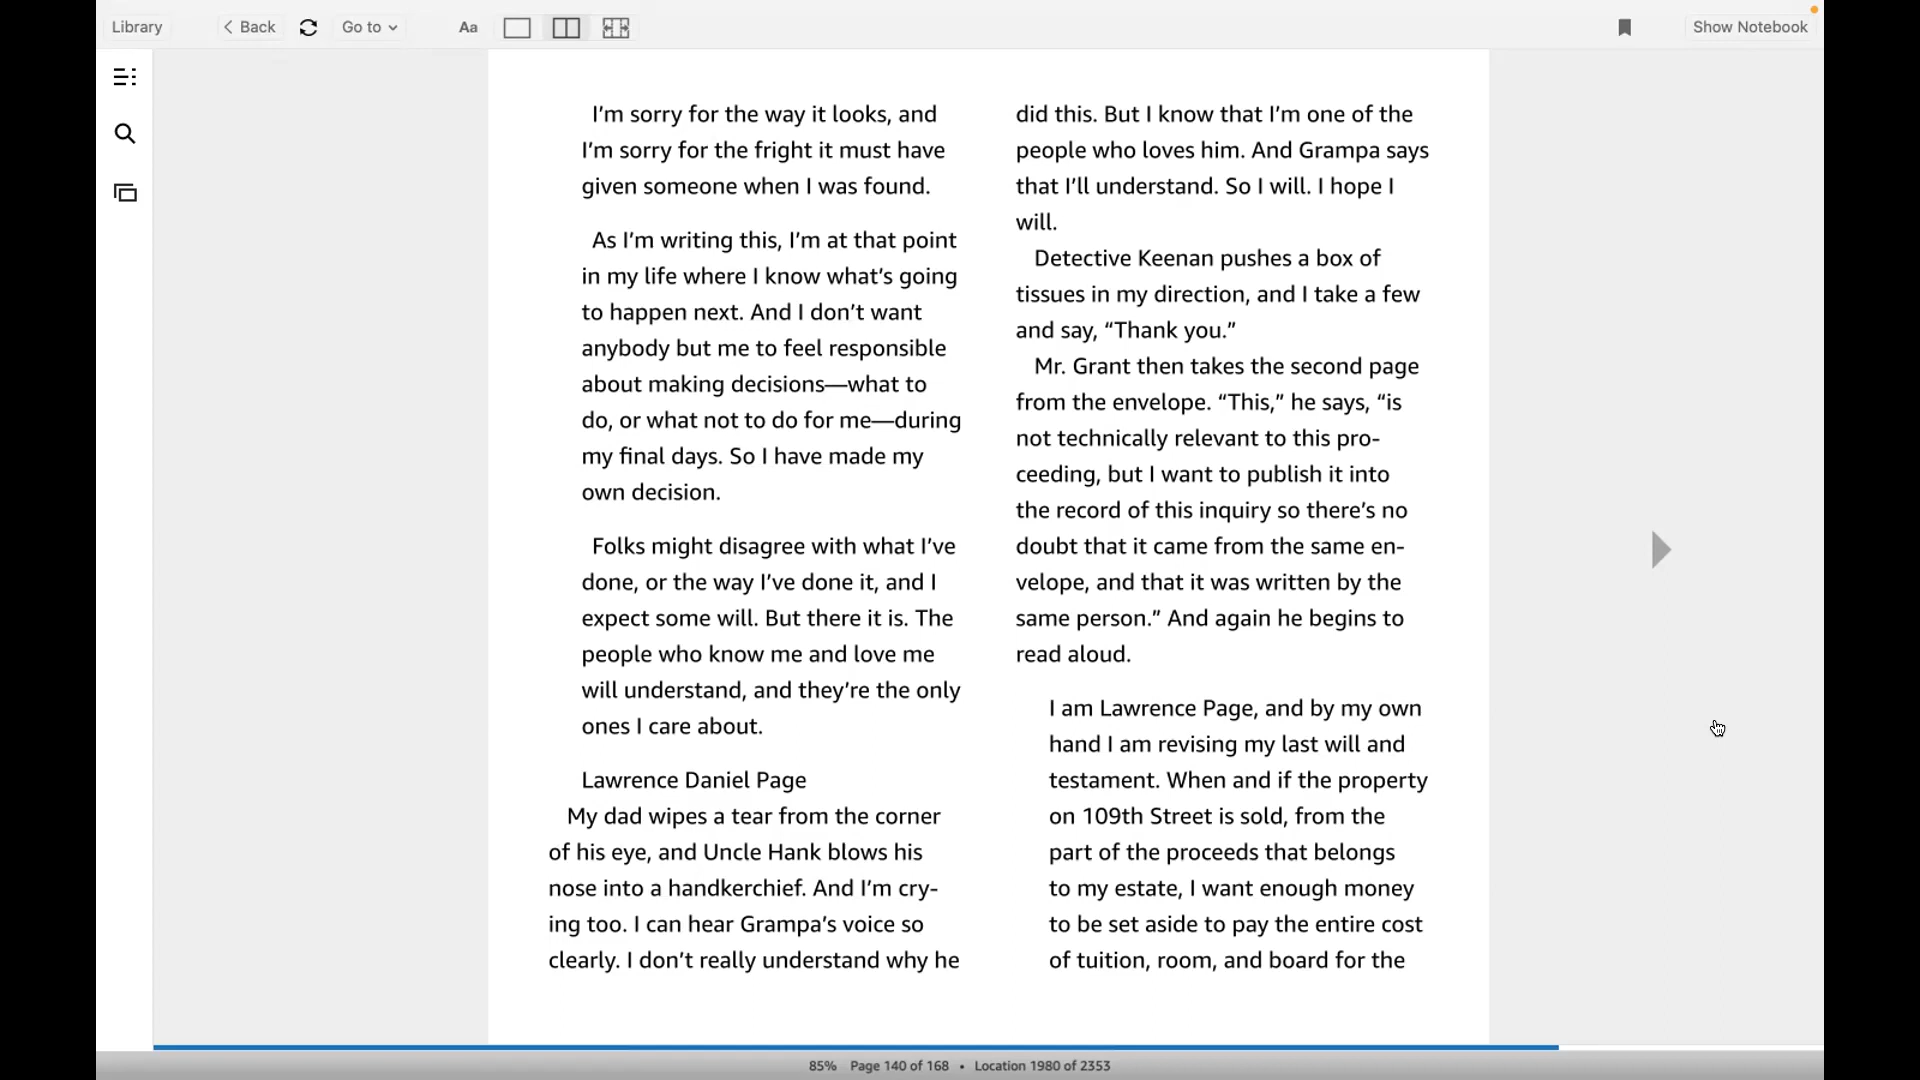 Library
Back
Go to
Aa
Show Notebook
I’m sorry for the way it looks, and
I’m sorry for the fright it must have
given someone when I was found.
As I’m writing this, I’m at that point
in my life where I know what’s going
to happen next. And I don’t want
anybody but me to feel responsible
about making decisions—what to
do, or what not to do for me—during
my final days. So I have made my
own decision.
Folks might disagree with what I’ve
done, or the way I’ve done it, and I
expect some will. But there it is. The
people who know me and love me
will understand, and they’re the only
ones I care about.
Lawrence Daniel Page
My dad wipes a tear from the corner
of his eye, and Uncle Hank blows his
nose into a handkerchief. And I’m cry-
ing too. I can hear Grampa’s voice so
clearly. I don’t really understand why he
did this. But I know that I’m one of the
people who loves him. And Grampa says
that I’ll understand. So I will. I hope I
will.
Detective Keenan pushes a box of
tissues in my direction, and I take a few
and say, “Thank you.”
Mr. Grant then takes the second page
from the envelope. “This,” he says, “is
not technically relevant to this pro-
ceeding, but I want to publish it into
the record of this inquiry so there’s no
doubt that it came from the same en-
velope, and that it was written by the
same person.” And again he begins to
read aloud.
I am Lawrence Page, and by my own
hand I am revising my last will and
testament. When and if the property
on 109th Street is sold, from the
part of the proceeds that belongs
to my estate, I want enough money
to be set aside to pay the entire cost
of tuition, room, and board for the
85% Page 140 of 168 • Location 1980 of 2353